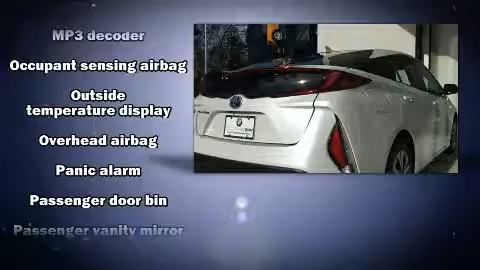 MP3 decoder
Occupant sensing airbag
Outside
temperature display
Overhead airbag
Panic alarm
Passenger door bin
Passenger vanity mirror